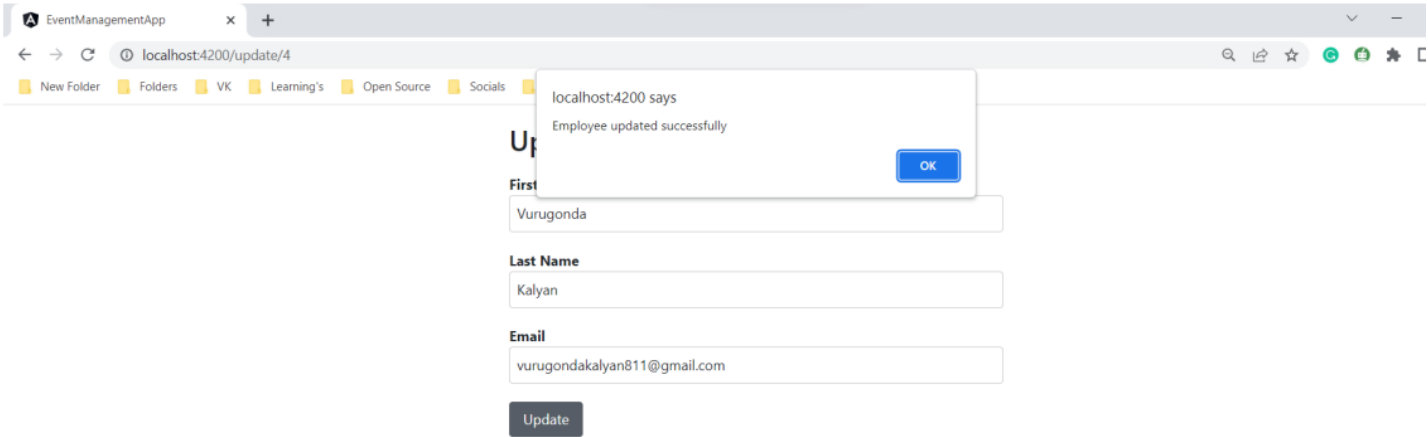 EventManagementApp
localhost:4200/update/4
New Folder Folders VK Learning's Open Source Socials
localhost:4200 says
Employee updated successfully
OK
Up
First
Vurugonda
Last Name
Kalyan
Email
vurugondakalyan811@gmail.com
Update